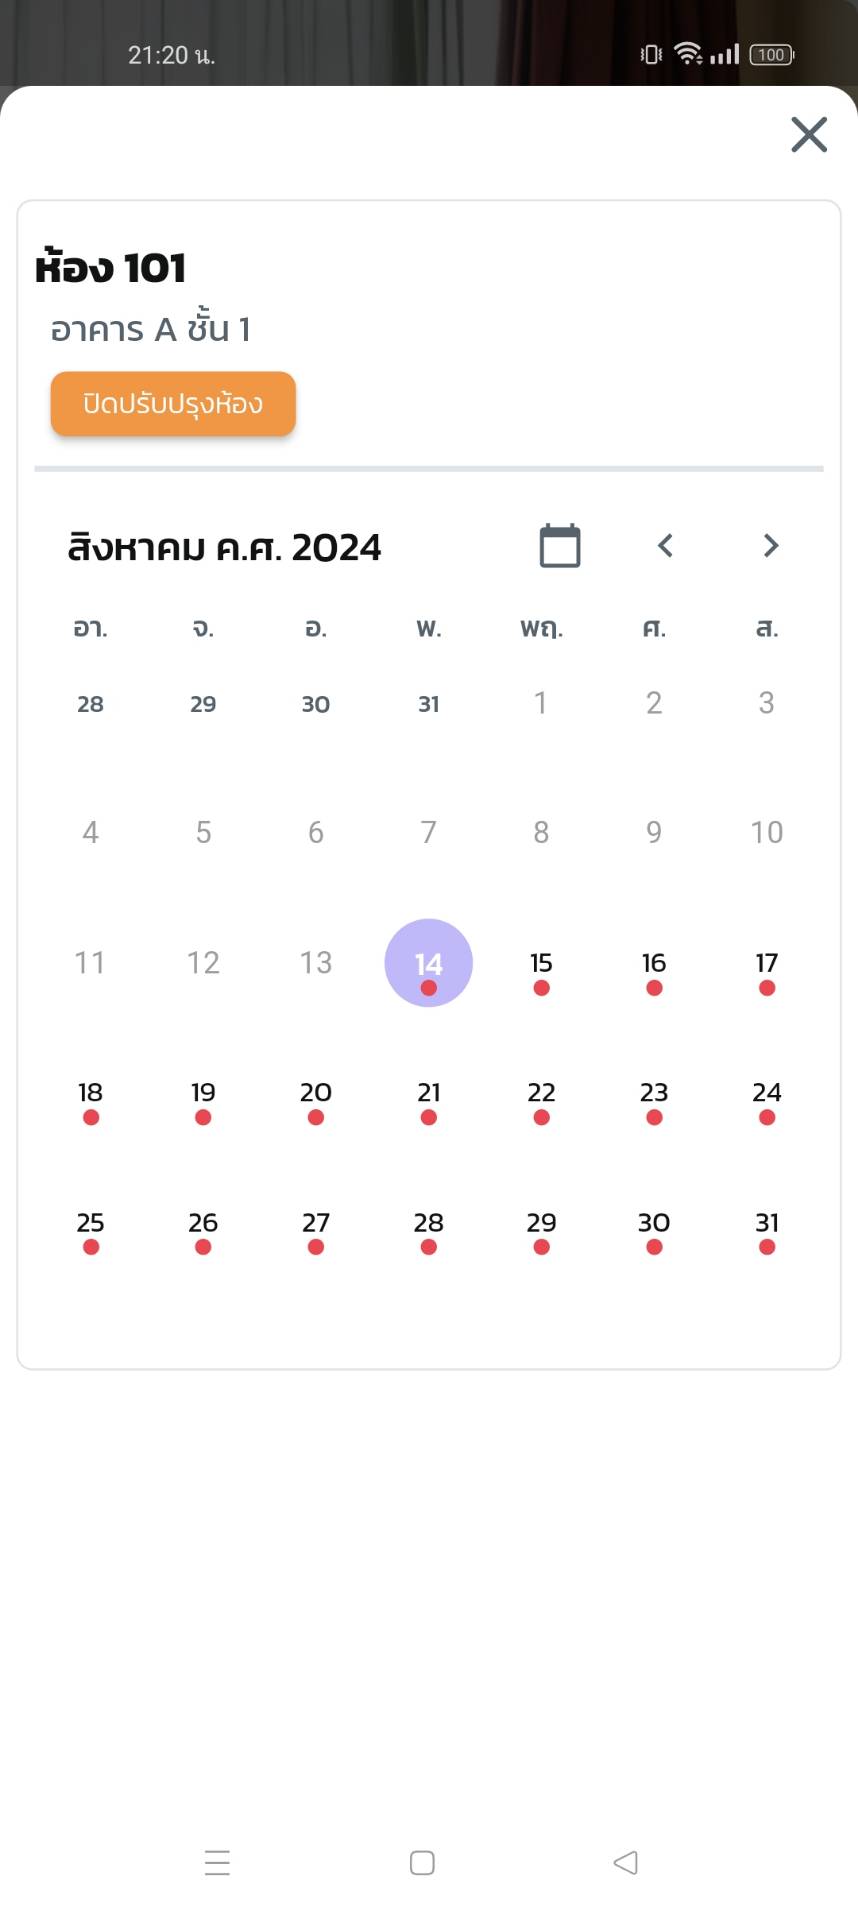 21:20 น.
100
ห้อง 101
อาคาร A ชั้น 1
ปิดปรับปรุงห้อง
สิงหาคม ค.ศ. 2024
อา. จ. อ. พ. พฤ. ศ. ส.
28 29 30 31 1 2 3
4 5 6 7 8 9 10
11 12 13 14 15 16 17
18 19 20 21 22 23 24
25 26 27 28 29 30 31